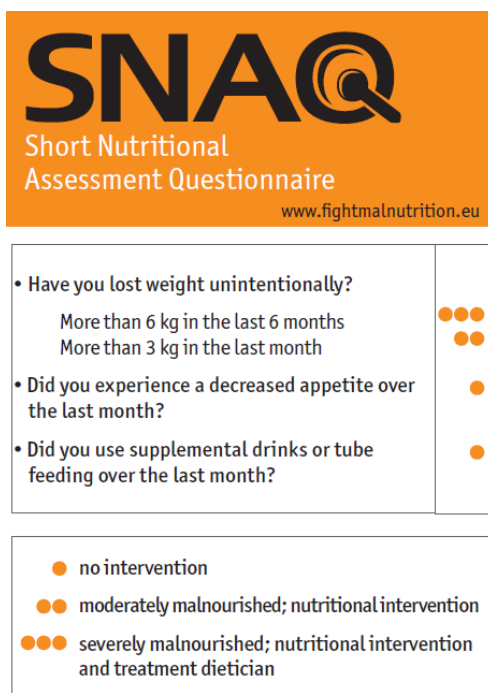 SNAQ
Short Nutritional
Assessment Questionnaire
www.fightmalnutrition.eu
• Have you lost weight unintentionally?
More than 6 kg in the last 6 months
More than 3 kg in the last month
• Did you experience a decreased appetite over
the last month?
• Did you use supplemental drinks or tube
feeding over the last month?
no intervention
moderately malnourished; nutritional intervention
severely malnourished; nutritional intervention
and treatment dietician